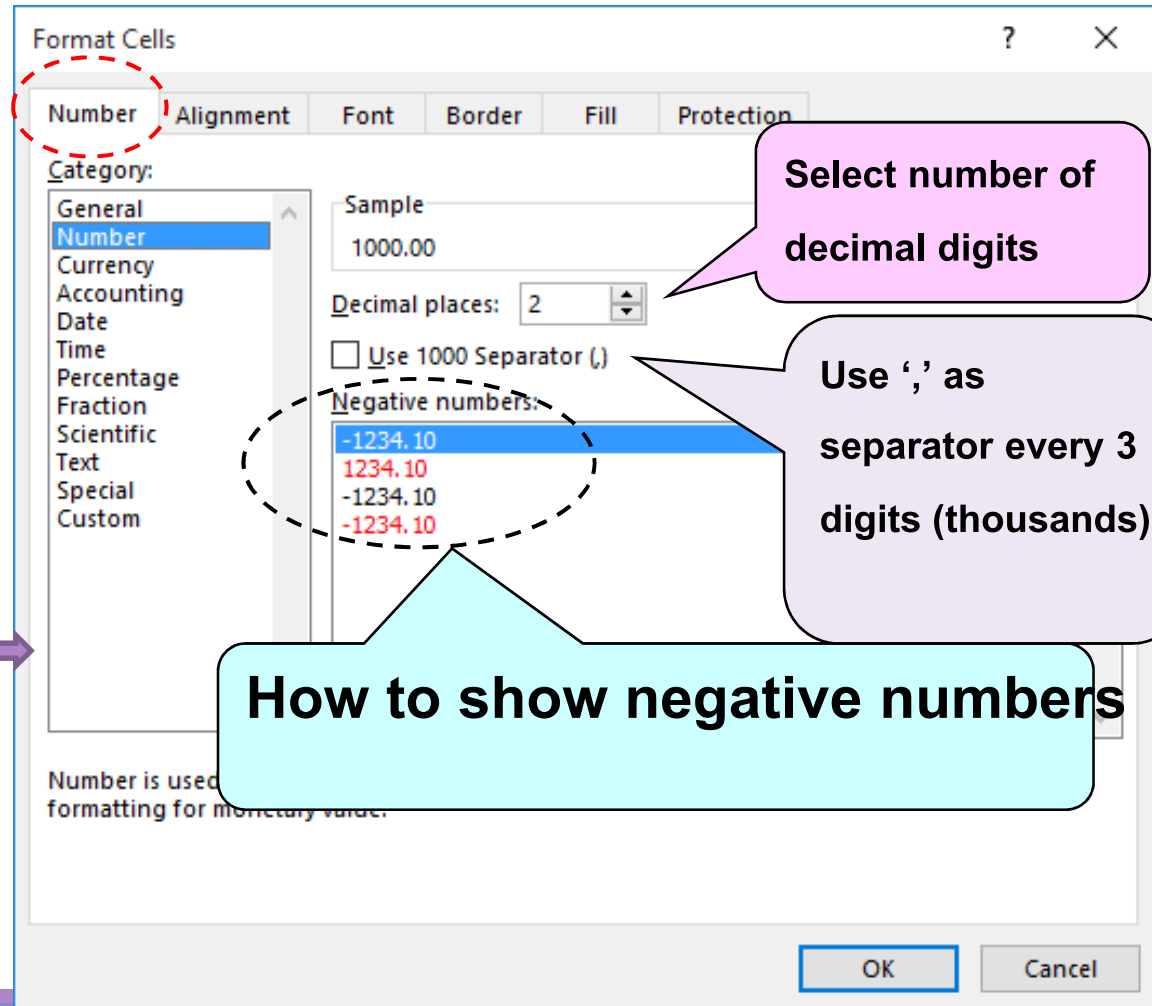 Format Cells ? ×
Number Alignment Font Border Fill Protection
Category:
General
Number
Currency
Accounting
Date
Time
Percentage
Fraction
Scientific
Text
Special
Custom
Sample
1000.00
Decimal places: 2
Use 1000 Separator (,)
Negative numbers:
-1234.10
1234.10
-1234.10
-1234.10
Select number of
decimal digits
Use ‘,’ as
separator every 3
digits (thousands)
How to show negative numbers
Number is used
formatting for monetary value.
OK Cancel